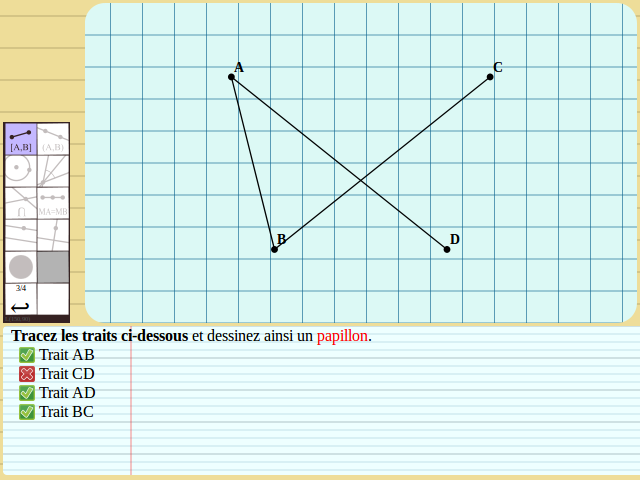 A
C
B
D
[A,B]
(A,B)
∩
MA=MB
3/4
Tracez les traits ci-dessous et dessinez ainsi un papillon.
Trait AB
Trait CD
Trait AD
Trait BC